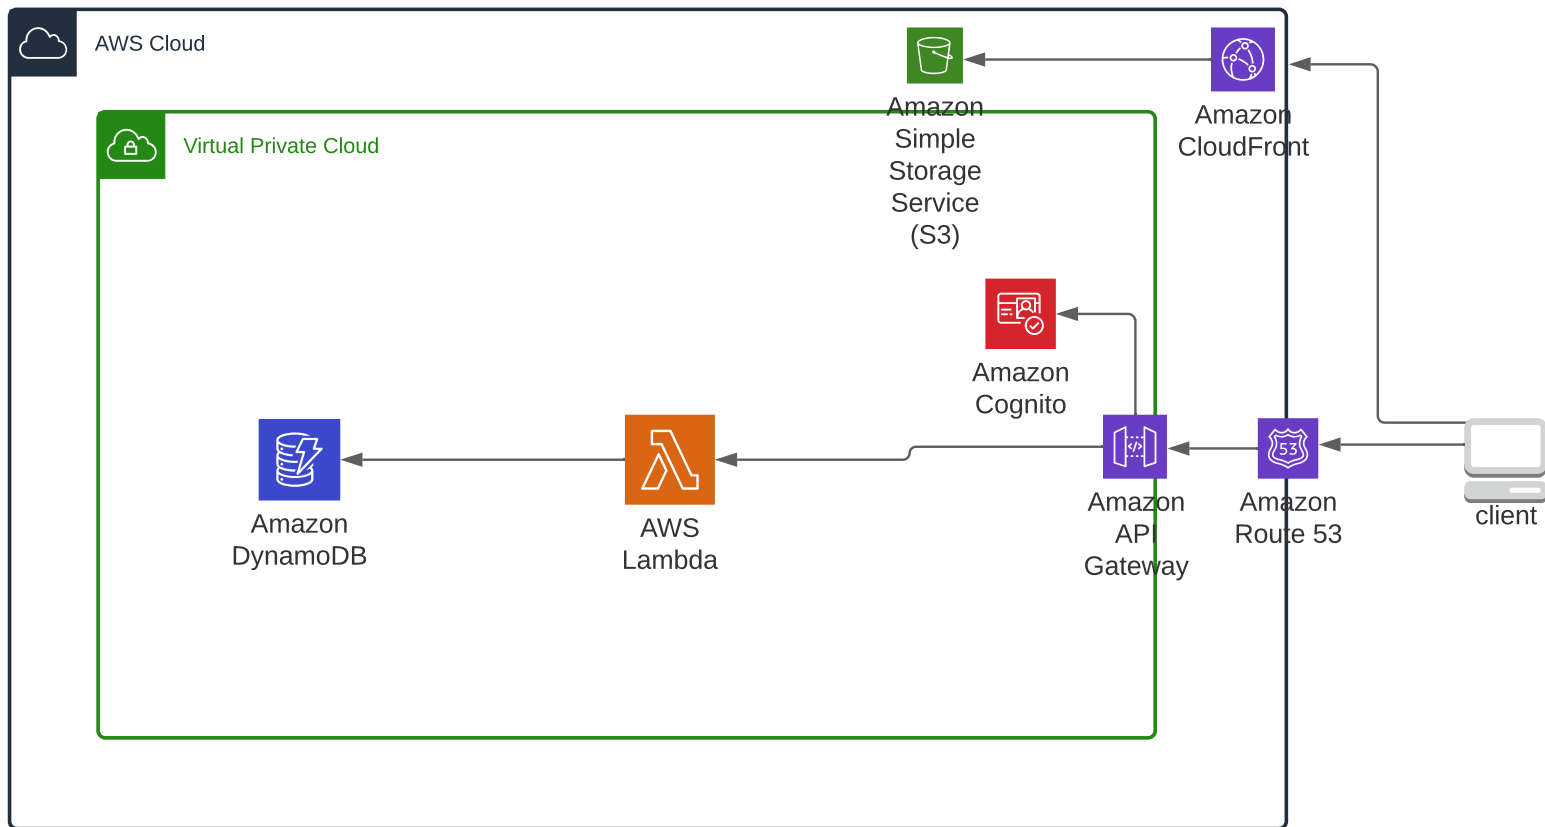 AWS Cloud
Amazon
Simple
Storage
Service
(S3)
Amazon
CloudFront
Virtual Private Cloud
Amazon
Cognito
Amazon
DynamoDB
AWS
Lambda
Amazon
API
Gateway
53
Amazon
Route 53
client